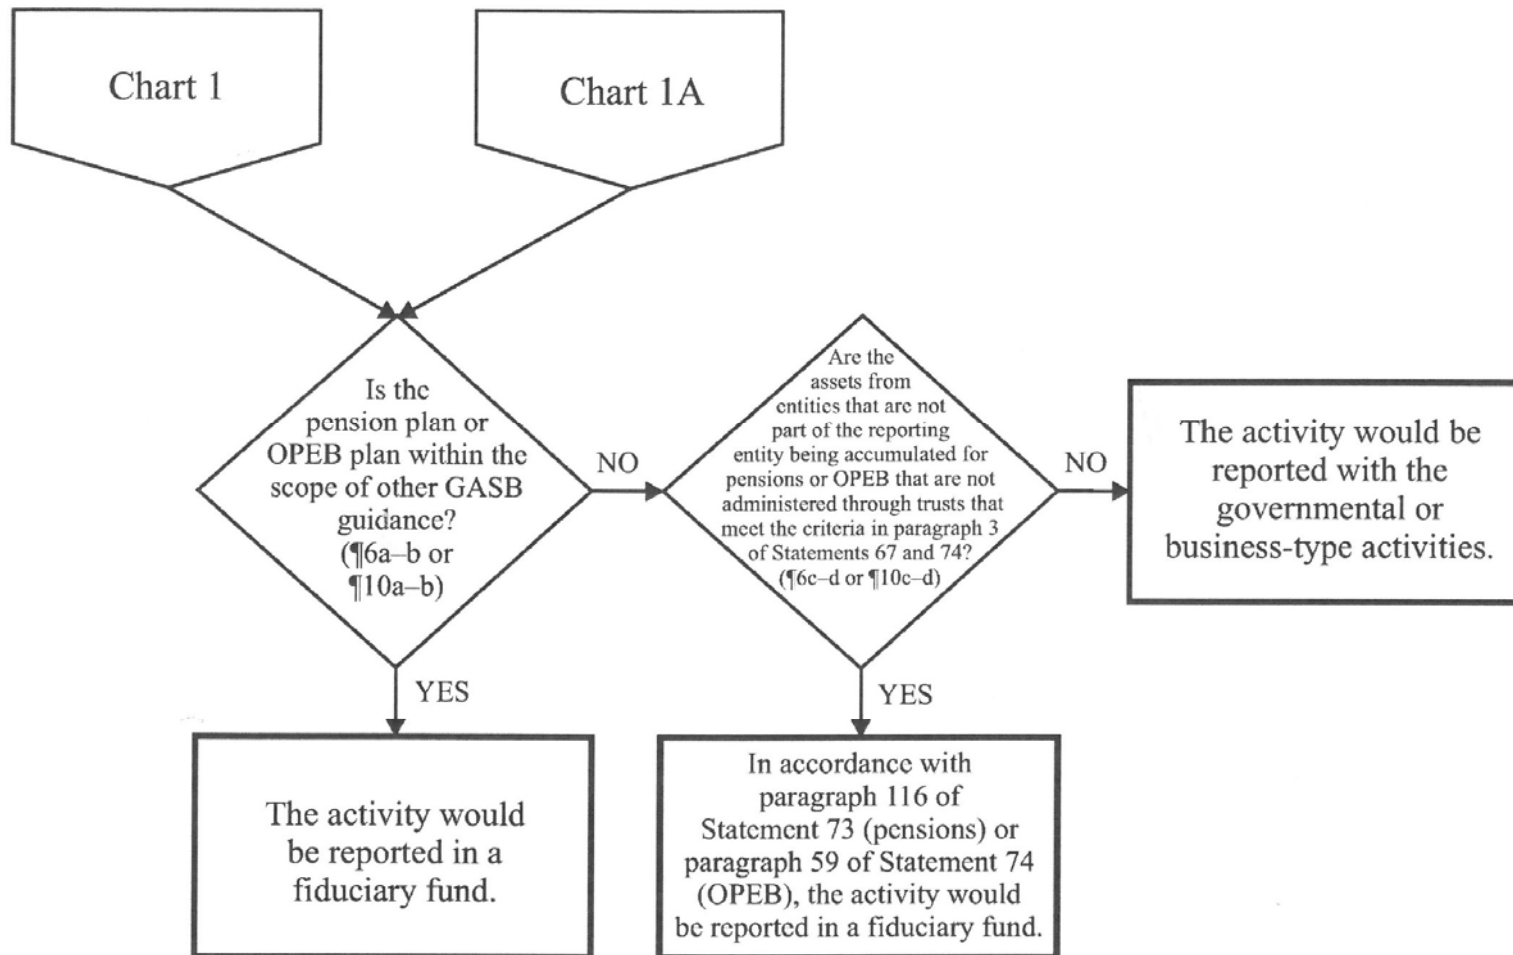 Chart 1
Chart 1A
Is the
pension plan or
OPEB plan within the
scope of other GASB
guidance?
(¶6a–b or
¶10a–b)
NO
Are the
assets from
entities that are not
part of the reporting
entity being accumulated for
pensions or OPEB that are not
administered through trusts that
meet the criteria in paragraph 3
of Statements 67 and 74?
(¶6c–d or ¶10c–d)
NO
The activity would be
reported with the
governmental or
business-type activities.
YES
YES
The activity would
be reported in a
fiduciary fund.
In accordance with
paragraph 116 of
Statement 73 (pensions) or
paragraph 59 of Statement 74
(OPEB), the activity would
be reported in a fiduciary fund.